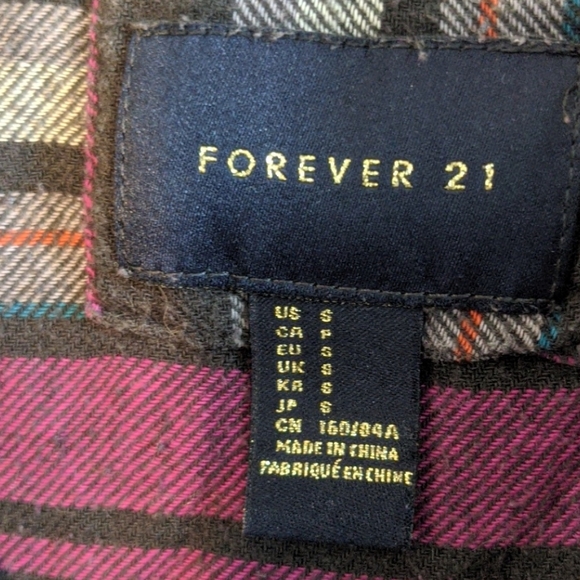 FOREVER 21
US S
CA P
EU S
UK S
KR S
JP S
CN 160/84A
MADE IN CHINA
FABRIQUÉ EN CHINE